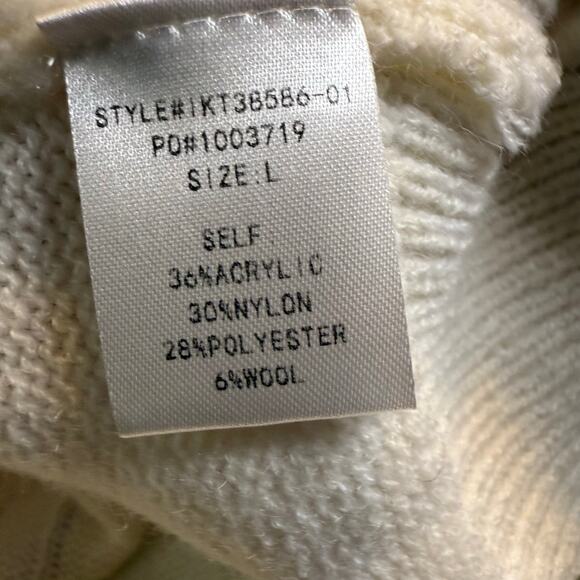 STYLE#IKT38586-01
PO#1003719
SIZE:L
SELF:
36%ACRYLIC
30%NYLON
28%POLYESTER
6%WOOL